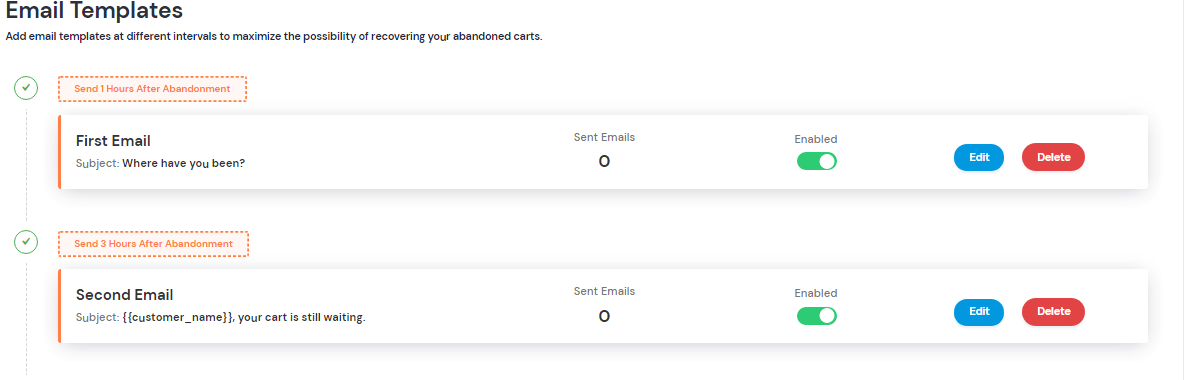 Email Templates
Add email templates at different intervals to maximize the possibility of recovering your abandoned carts.
Send 1 Hours After Abandonment
First Email
Subject: Where have you been?
Sent Emails
0
Enabled
Edit
Delete
Send 3 Hours After Abandonment
Second Email
Subject: {{customer_name}}, your cart is still waiting.
Sent Emails
0
Enabled
Edit
Delete